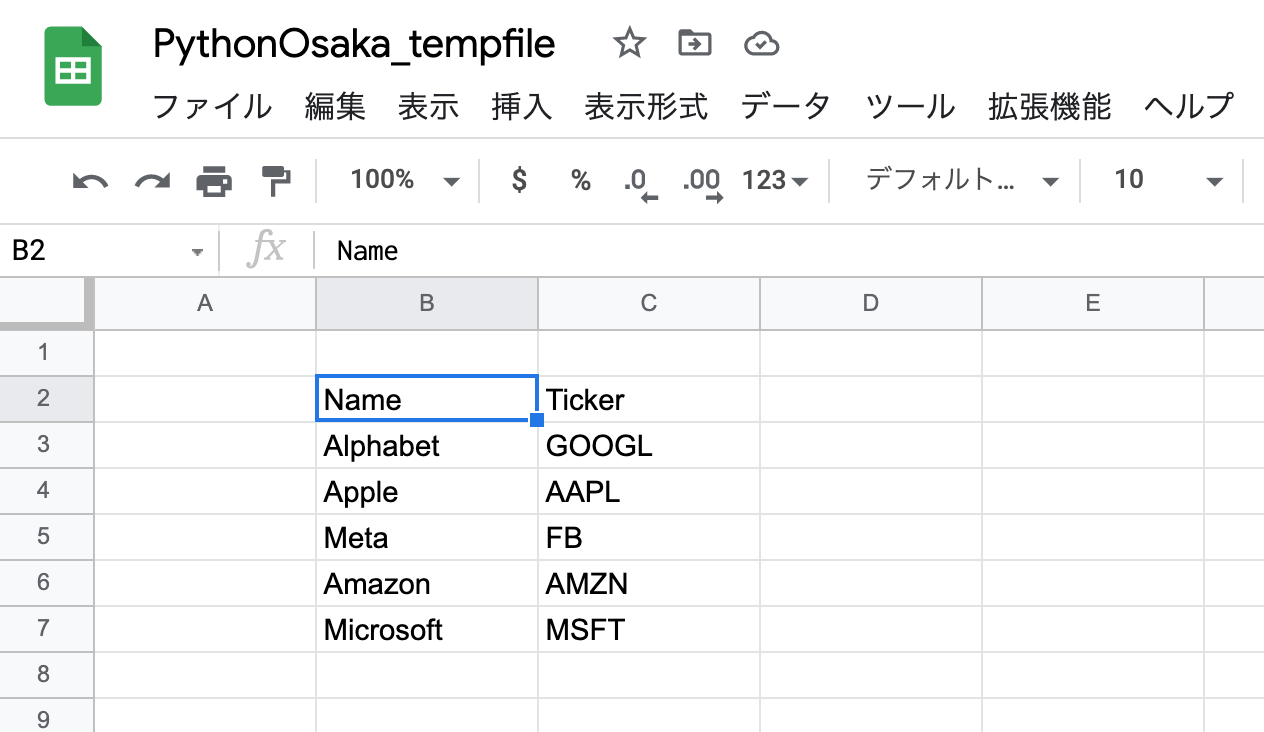 PythonOsaka_tempfile
ファイル 編集 表示 挿入 表示形式 データ ツール 拡張機能 ヘルプ
100% $ % .0 .00 123 デフォルト... 10
B2 fx Name
A B C D E
1
2 Name Ticker
3 Alphabet GOOGL
4 Apple AAPL
5 Meta FB
6 Amazon AMZN
7 Microsoft MSFT
8
9